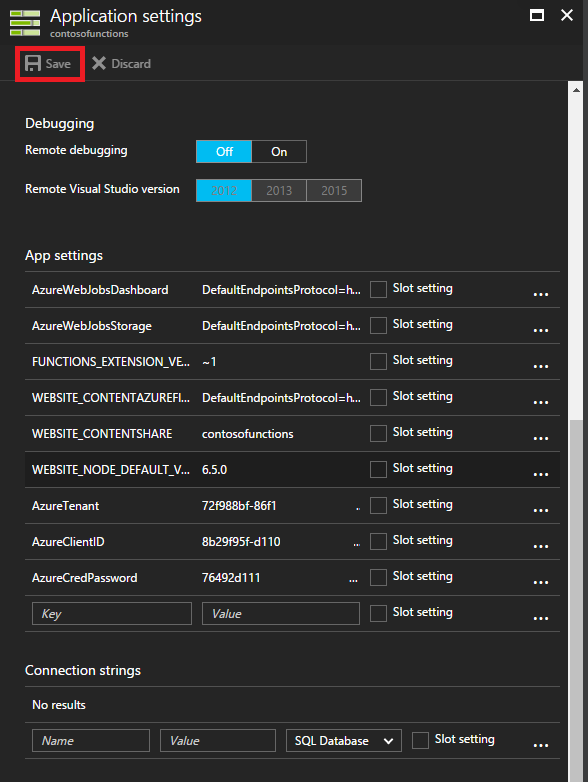 Application settings
contosofunctions
Save Discard
Debugging
Remote debugging Off On
Remote Visual Studio version 2012 2013 2015
App settings
AzureWebJobsDashboard DefaultEndpointsProtocol=h... Slot setting ...
AzureWebJobsStorage DefaultEndpointsProtocol=h... Slot setting ...
FUNCTIONS_EXTENSION_VE... ~1 Slot setting ...
WEBSITE_CONTENTAZUREFI... DefaultEndpointsProtocol=h... Slot setting ...
WEBSITE_CONTENTSHARE contosofunctions Slot setting ...
WEBSITE_NODE_DEFAULT_V... 6.5.0 Slot setting ...
AzureTenant 72f988bf-86f1 .. Slot setting ...
AzureClientID 8b29f95f-d110 ... Slot setting ...
AzureCredPassword 76492d111 ... Slot setting ...
Key Value Slot setting ...
Connection strings
No results
Name Value SQL Database Slot setting ...